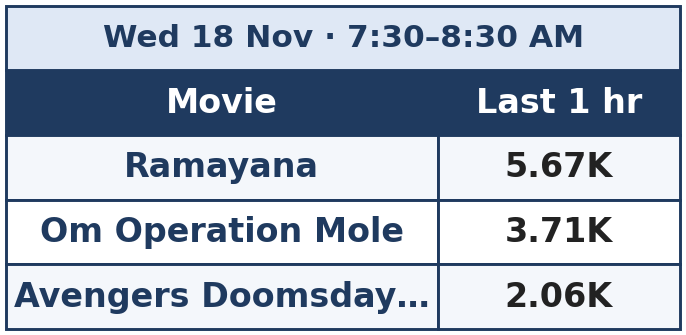 Wed 18 Nov · 7:30–8:30 AM
Movie Last 1 hr
Ramayana 5.67K
Om Operation Mole 3.71K
Avengers Doomsday... 2.06K